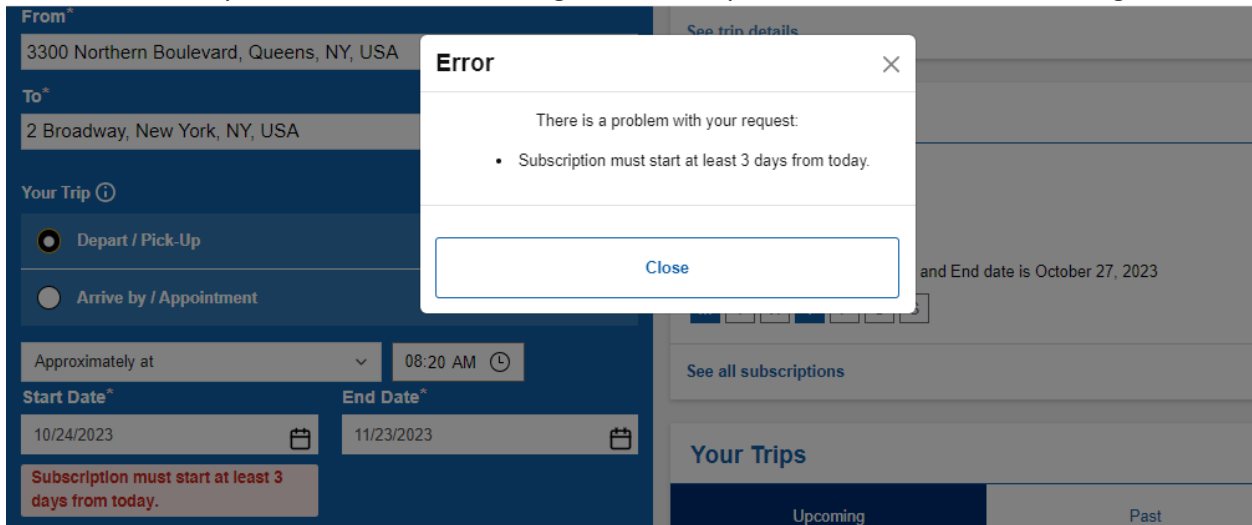 From*
See trip details
3300 Northern Boulevard, Queens, NY, USA
Error
To*
2 Broadway, New York, NY, USA
There is a problem with your request:
• Subscription must start at least 3 days from today.
Your Trip
Depart / Pick-Up
Close
and End date is October 27, 2023
Arrive by / Appointment
Approximately at
08:20 AM
See all subscriptions
Start Date*
End Date*
10/24/2023
11/23/2023
Your Trips
Subscription must start at least 3
days from today.
Upcoming
Past